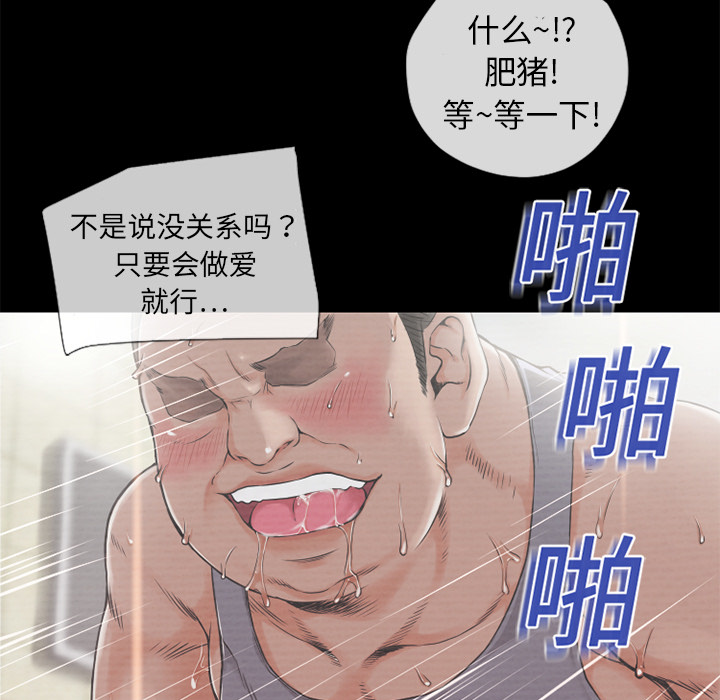 什么~!?
肥猪!
等~等一下!
不是说没关系吗？
只要会做爱
就行...
啪
啪
啪